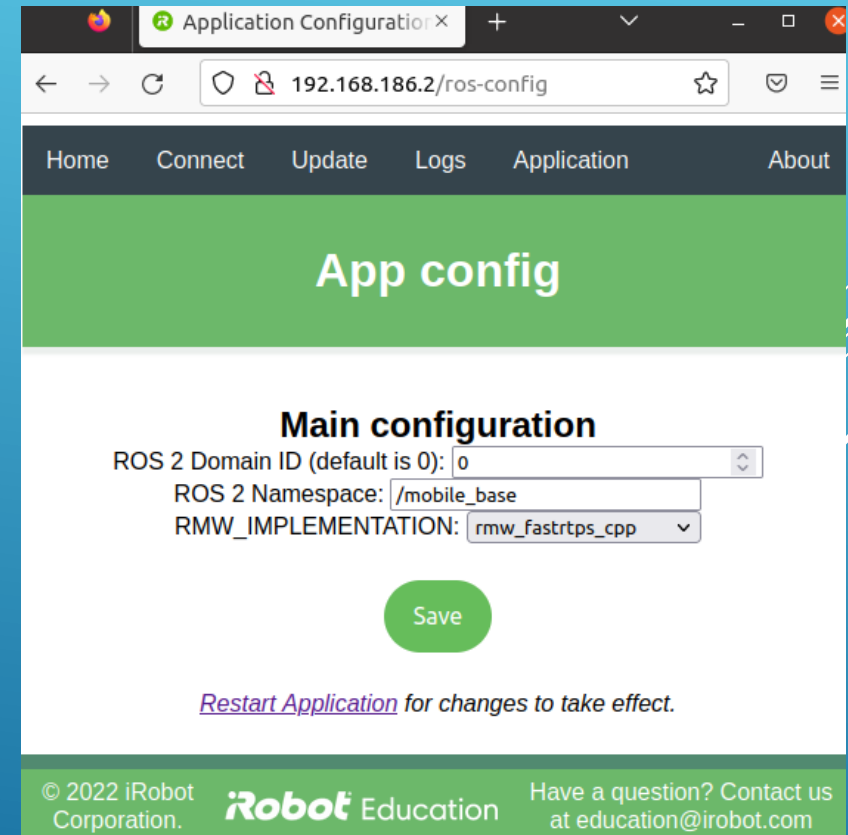 Application Configuration
192.168.186.2/ros-config
Home Connect Update Logs Application About
App config
Main configuration
ROS 2 Domain ID (default is 0): 0
ROS 2 Namespace: /mobile_base
RMW_IMPLEMENTATION: rmw_fastrtps_cpp
Save
Restart Application for changes to take effect.
© 2022 iRobot
Corporation.
iRobot Education
Have a question? Contact us
at education@irobot.com